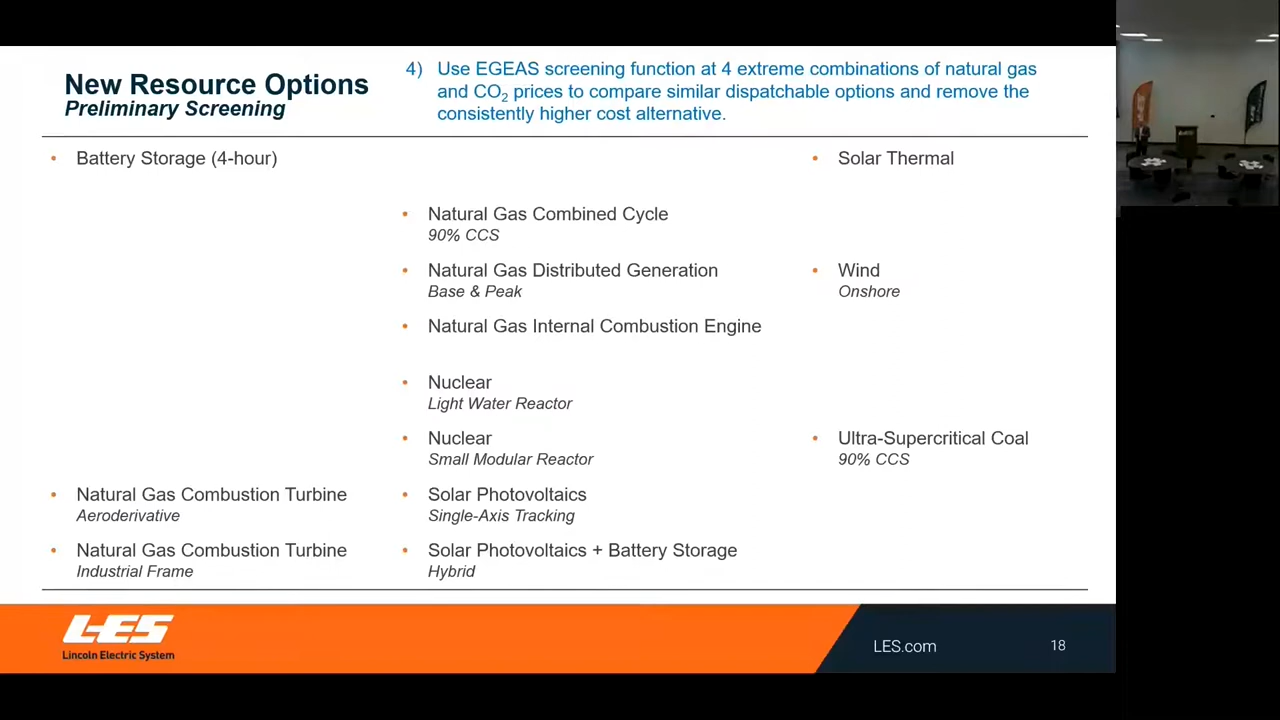 New Resource Options
Preliminary Screening
4) Use EGEAS screening function at 4 extreme combinations of natural gas
and CO2 prices to compare similar dispatchable options and remove the
consistently higher cost alternative.
• Battery Storage (4-hour)
• Natural Gas Combustion Turbine
Aeroderivative
• Natural Gas Combustion Turbine
Industrial Frame
• Natural Gas Combined Cycle
90% CCS
• Natural Gas Distributed Generation
Base & Peak
• Natural Gas Internal Combustion Engine
• Nuclear
Light Water Reactor
• Nuclear
Small Modular Reactor
• Solar Photovoltaics
Single-Axis Tracking
• Solar Photovoltaics + Battery Storage
Hybrid
• Solar Thermal
• Wind
Onshore
• Ultra-Supercritical Coal
90% CCS
LES
Lincoln Electric System
LES.com
18